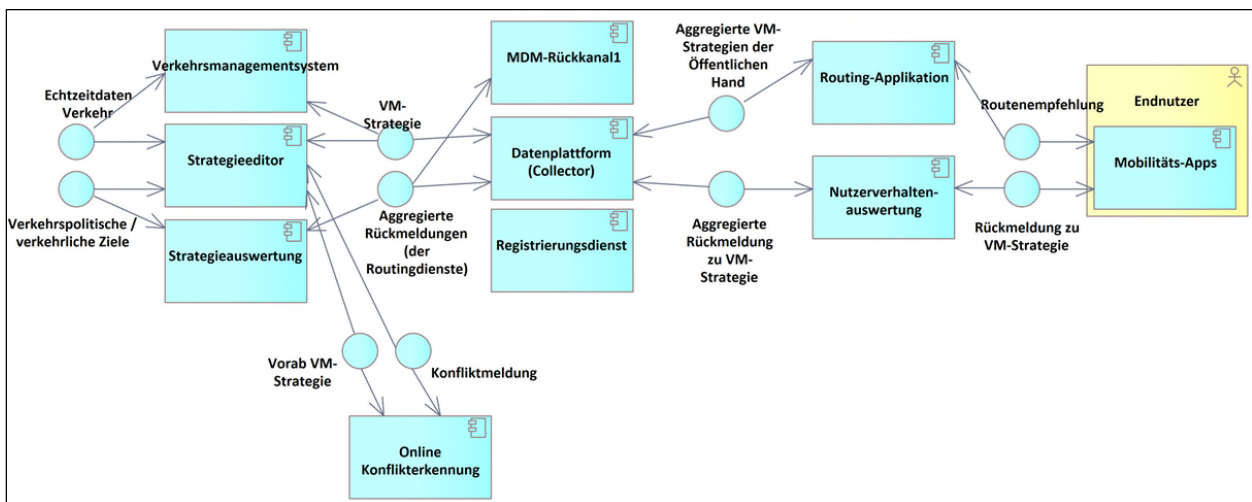 Verkehrsmanagementsystem
Echtzeitdaten
Verkehr
Strategieeditor
Verkehrspolitische /
verkehrliche Ziele
Strategieauswertung
VM-
Strategie
Aggregierte
Rückmeldungen
(der
Routingdienste)
MDM-Rückkanal1
Datenplattform
(Collector)
Registrierungsdienst
Aggregierte VM-
Strategien der
Öffentlichen
Hand
Aggregierte
Rückmeldung
zu VM-
Strategie
Routing-Applikation
Nutzerverhalten-
auswertung
Routenempfehlung
Rückmeldung zu
VM-Strategie
Endnutzer
Mobilitäts-Apps
Vorab VM-
Strategie
Konfliktmeldung
Online
Konflikterkennung